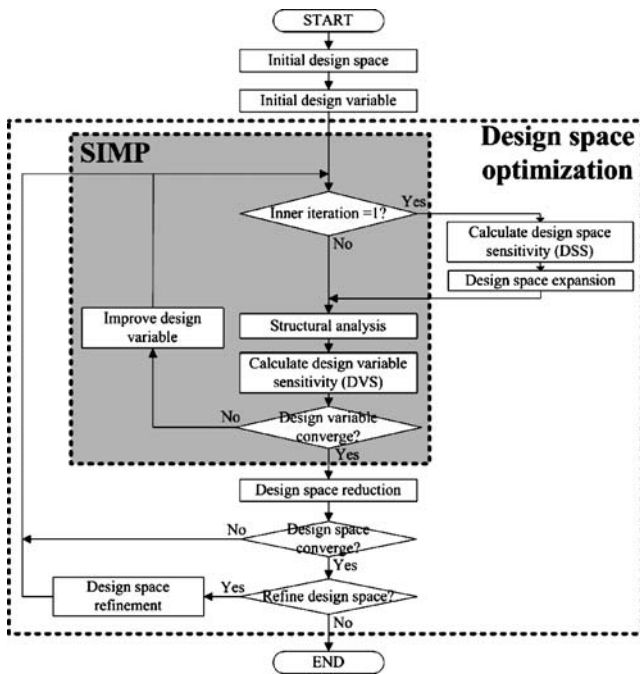 START
Initial design space
Initial design variable
Design space
optimization
SIMP
Inner iteration =1?
Yes
No
Calculate design space
sensitivity (DSS)
Design space expansion
Improve design
variable
Structural analysis
Calculate design variable
sensitivity (DVS)
No
Design variable
converge?
Yes
Design space reduction
No
Design space
converge?
Yes
Design space
refinement
Yes
Refine design space?
No
END